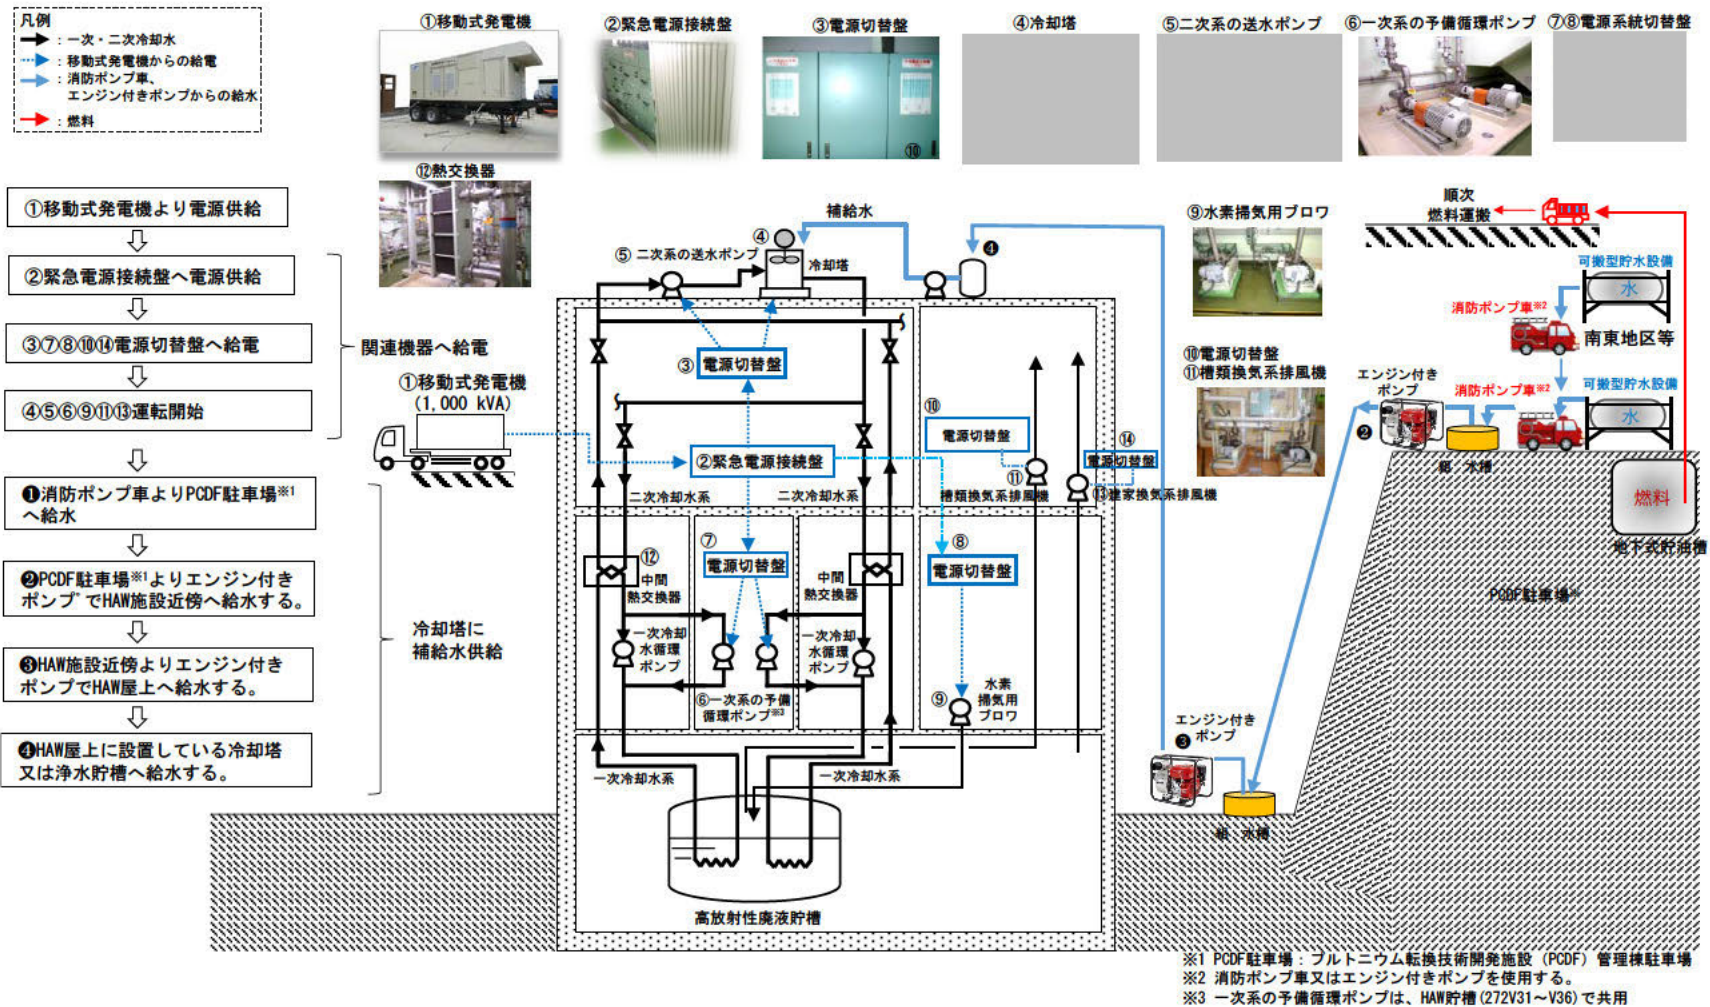 凡例
：一次・二次冷却水
：移動式発電機からの給電
：消防ポンプ車、
エンジン付きポンプからの給水
：燃料
①移動式発電機
②緊急電源接続盤
③電源切替盤
④冷却塔
⑤二次系の送水ポンプ
⑥一次系の予備循環ポンプ
⑦⑧電源系統切替盤
⑩
⑫熱交換器
①移動式発電機より電源供給
②緊急電源接続盤へ電源供給
③⑦⑧⑩⑭電源切替盤へ給電
④⑤⑥⑨⑪⑬運転開始
関連機器へ給電
❶消防ポンプ車よりPCDF駐車場※1
へ給水
❷PCDF駐車場※1よりエンジン付き
ポンプﾟでHAW施設近傍へ給水する。
❸HAW施設近傍よりエンジン付き
ポンプでHAW屋上へ給水する。
❹HAW屋上に設置している冷却塔
又は浄水貯槽へ給水する。
冷却塔に
補給水供給
①移動式発電機
(1,000 kVA)
補給水
④
⑤ 二次系の送水ポンプ
冷却塔
❹
③ 電源切替盤
②緊急電源接続盤
二次冷却水系
二次冷却水系
⑩
電源切替盤
⑪
槽類換気系排風機
⑭
電源切替盤
⑬建家換気系排風機
⑫
中間
熱交換器
⑦
電源切替盤
中間
熱交換器
⑧
電源切替盤
一次冷却
水循環
ポンプ
一次冷却
水循環
ポンプ
⑥一次系の予備
循環ポンプ※3
⑨
水素
掃気用
ブロワ
一次冷却水系
一次冷却水系
高放射性廃液貯槽
⑨水素掃気用ブロワ
⑩電源切替盤
⑪槽類換気系排風機
順次
燃料運搬
可搬型貯水設備
水
消防ポンプ車※2
南東地区等
エンジン付き
ポンプ
❷
消防ポンプ車※2
可搬型貯水設備
水
組 水槽
燃料
地下式貯油槽
PCDF駐車場※
エンジン付き
ポンプ
❸
組 水槽
※1 PCDF駐車場：プルトニウム転換技術開発施設（PCDF）管理棟駐車場
※2 消防ポンプ車又はエンジン付きポンプを使用する。
※3 一次系の予備循環ポンプは、HAW貯槽(272V31～V36)で共用